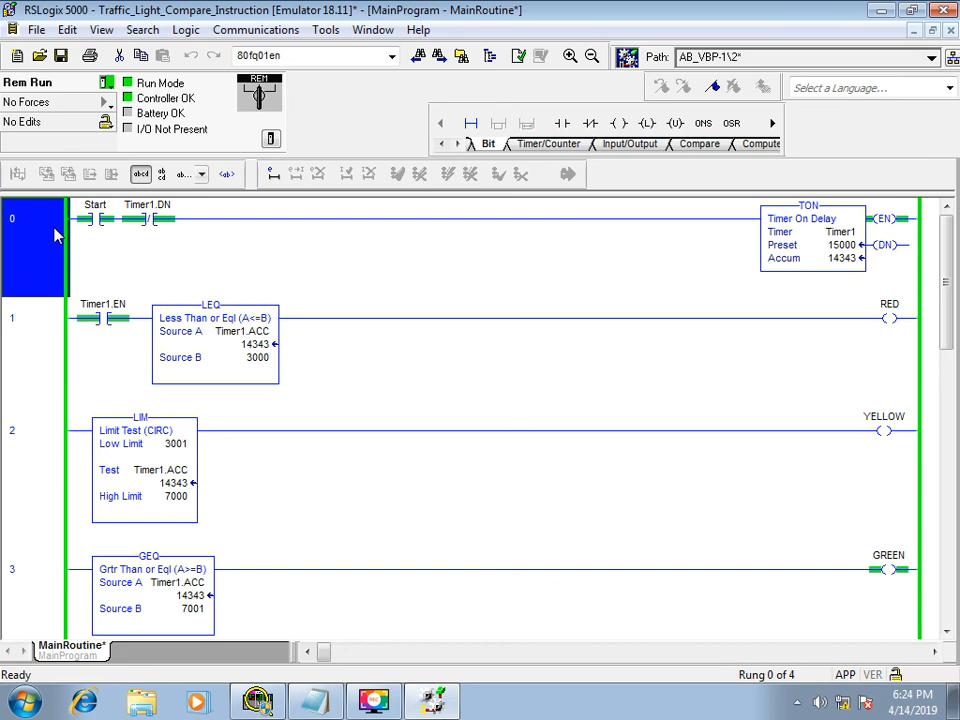 RSLogix 5000 - Traffic_Light_Compare_Instruction [Emulator 18.11]* - [MainProgram - MainRoutine*]
File Edit View Search Logic Communications Tools Window Help
80fq01en Path: AB_VBP-1\2*
Rem Run
No Forces
No Edits
Run Mode
Controller OK
Battery OK
I/O Not Present
REM
Select a Language...
(L) (U) ONS OSR
Bit Timer/Counter Input/Output Compare Compute
abcd ab cd ab... <ab>
0
Start Timer1.DN
TON
Timer On Delay
Timer Timer1
Preset 15000
Accum 14343
EN
DN
1
Timer1.EN
LEQ
Less Than or Eql (A<=B)
Source A Timer1.ACC
14343
Source B 3000
RED
2
LIM
Limit Test (CIRC)
Low Limit 3001
Test Timer1.ACC
14343
High Limit 7000
YELLOW
3
GEQ
Grtr Than or Eql (A>=B)
Source A Timer1.ACC
14343
Source B 7001
GREEN
MainRoutine*
MainProgram
Ready Rung 0 of 4 APP VER
6:24 PM
4/14/2019